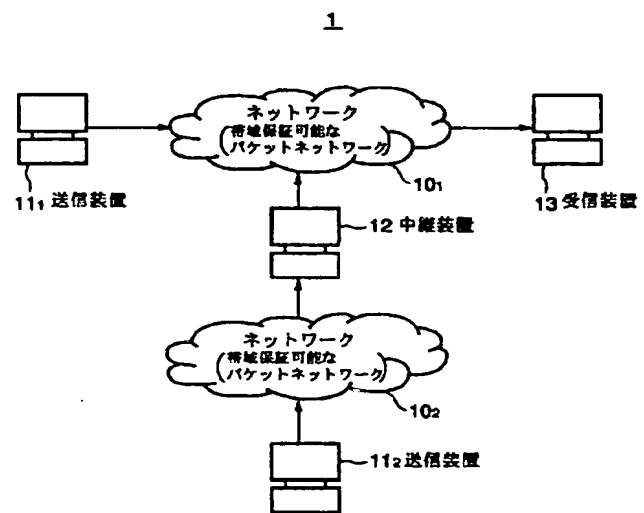 1
ネットワーク
(帯域保証可能な
パケットネットワーク)
11₁ 送信装置
10₁
13 受信装置
12 中継装置
ネットワーク
(帯域保証可能な
パケットネットワーク)
10₂
11₂ 送信装置